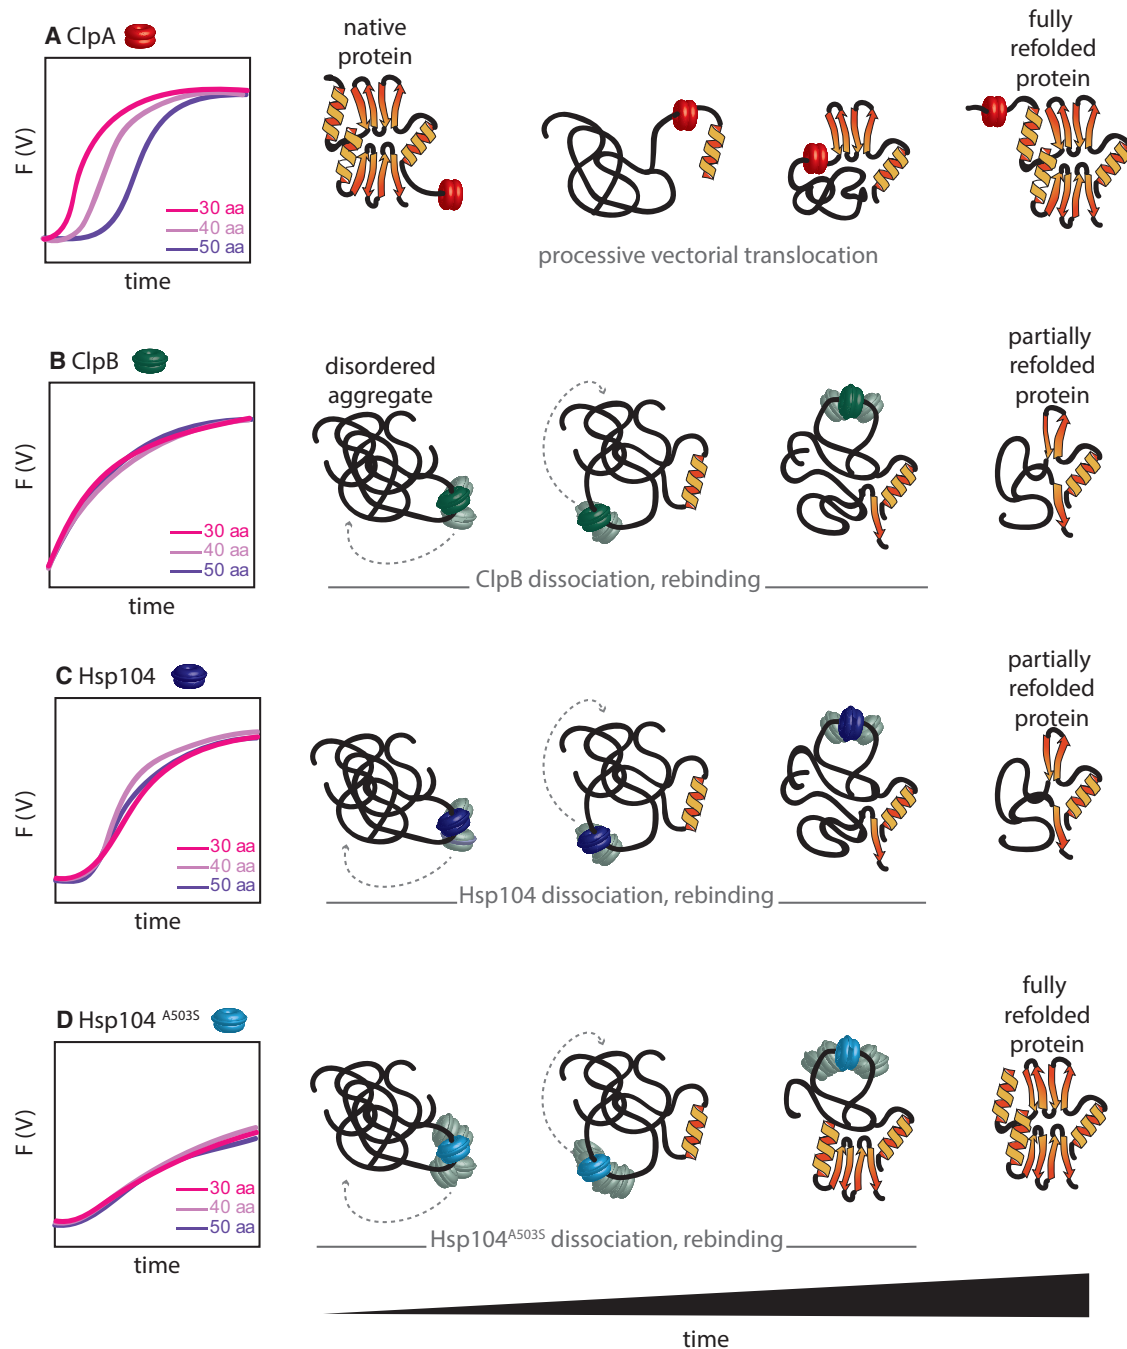 A ClpA
F (V)
30 aa
40 aa
50 aa
time
native
protein
fully
refolded
protein
processive vectorial translocation
B ClpB
F (V)
30 aa
40 aa
50 aa
time
disordered
aggregate
partially
refolded
protein
ClpB dissociation, rebinding
C Hsp104
F (V)
30 aa
40 aa
50 aa
time
partially
refolded
protein
Hsp104 dissociation, rebinding
D Hsp104 A503S
F (V)
30 aa
40 aa
50 aa
time
fully
refolded
protein
Hsp104A503S dissociation, rebinding
time